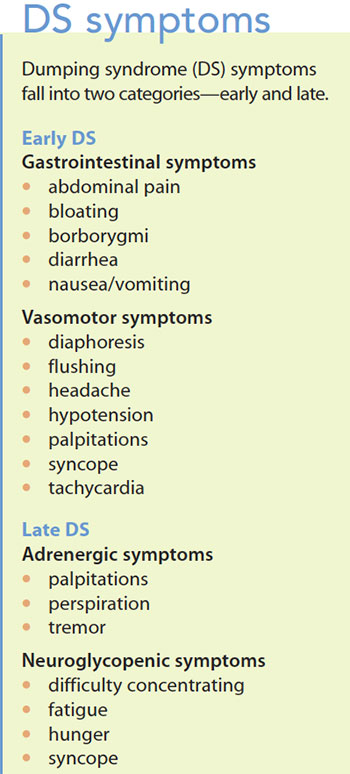 DS symptoms
Dumping syndrome (DS) symptoms
fall into two categories—early and late.
Early DS
Gastrointestinal symptoms
• abdominal pain
• bloating
• borborygmi
• diarrhea
• nausea/vomiting
Vasomotor symptoms
• diaphoresis
• flushing
• headache
• hypotension
• palpitations
• syncope
• tachycardia
Late DS
Adrenergic symptoms
• palpitations
• perspiration
• tremor
Neuroglycopenic symptoms
• difficulty concentrating
• fatigue
• hunger
• syncope